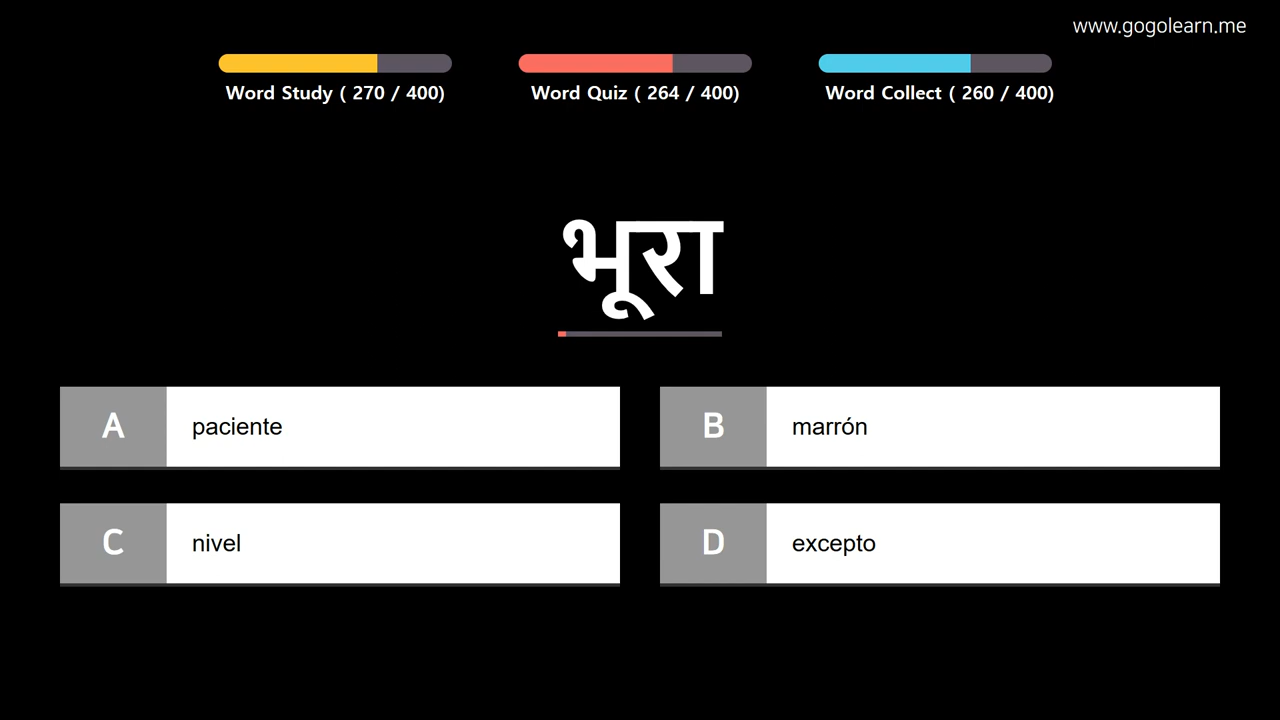 www.gogolearn.me
Word Study ( 270 / 400)
Word Quiz ( 264 / 400)
Word Collect ( 260 / 400)
भूरा
A paciente
B marrón
C nivel
D excepto